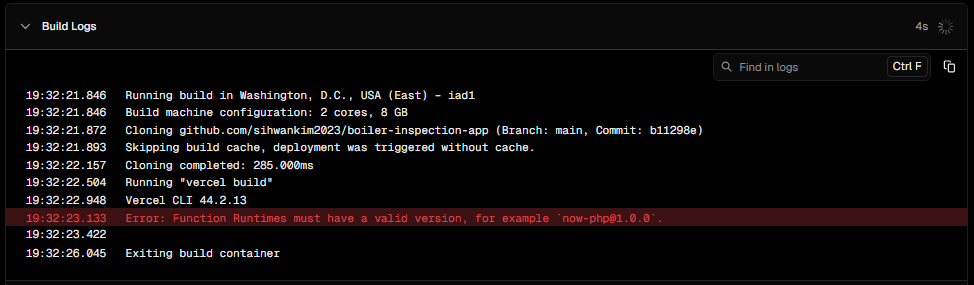 Build Logs 4s
Find in logs Ctrl F
19:32:21.846 Running build in Washington, D.C., USA (East) – iad1
19:32:21.846 Build machine configuration: 2 cores, 8 GB
19:32:21.872 Cloning github.com/sihwankim2023/boiler-inspection-app (Branch: main, Commit: b11298e)
19:32:21.893 Skipping build cache, deployment was triggered without cache.
19:32:22.157 Cloning completed: 285.000ms
19:32:22.504 Running "vercel build"
19:32:22.948 Vercel CLI 44.2.13
19:32:23.133 Error: Function Runtimes must have a valid version, for example `now-php@1.0.0`.
19:32:23.422
19:32:26.045 Exiting build container